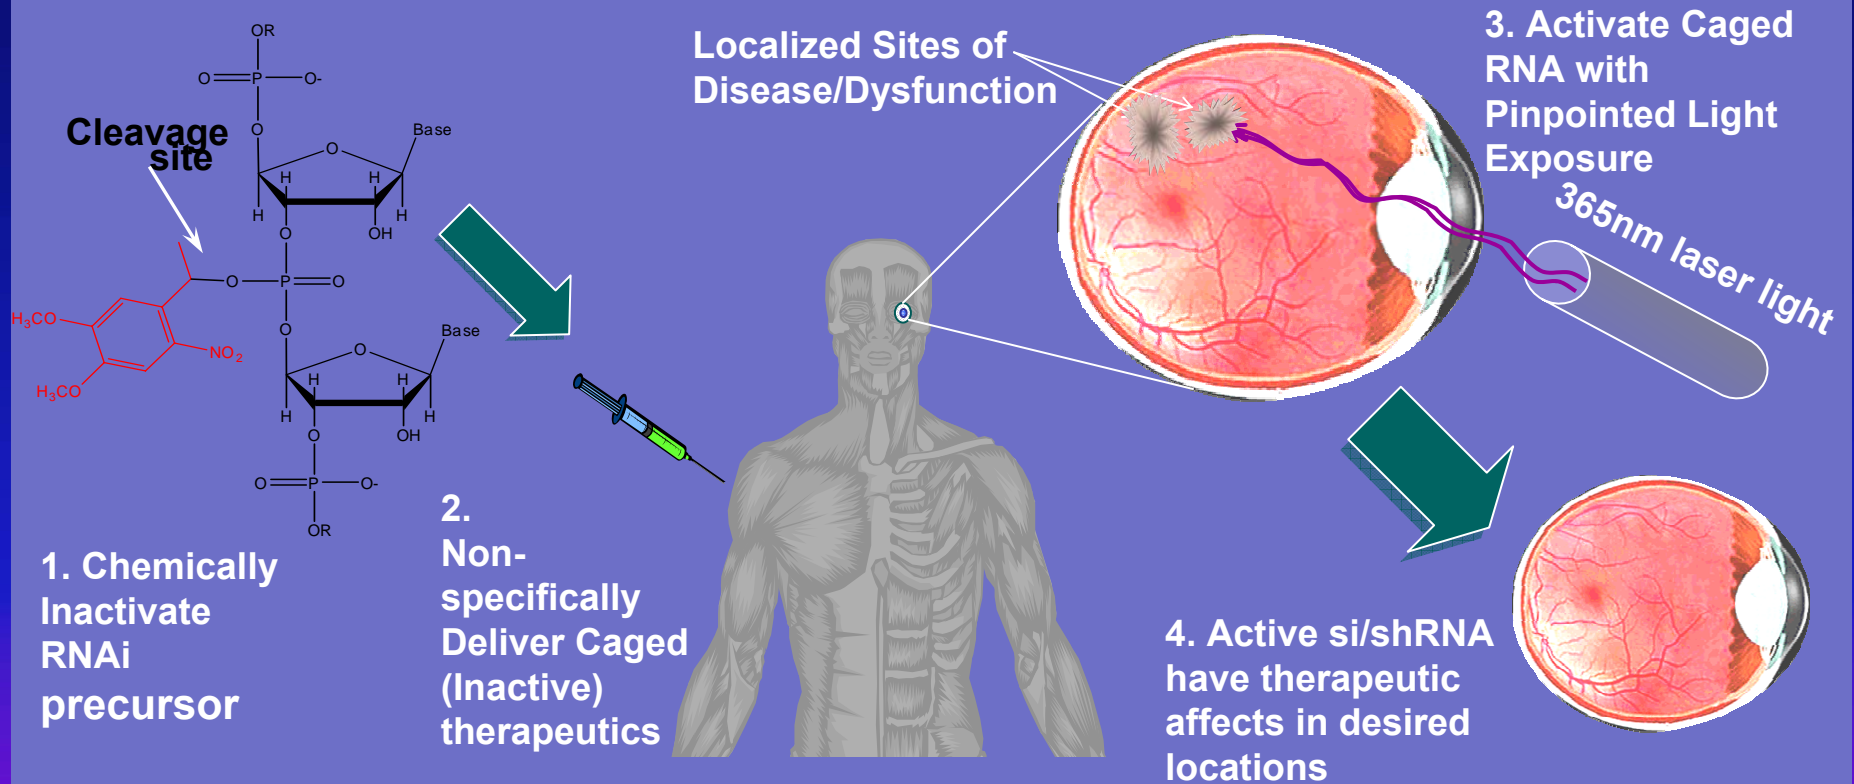 OR
O
P
O-
O
Base
Cleavage
site
O
H
H
H
H
O
OH
O
P
O
H₃CO
NO₂
H₃CO
O
Base
O
H
H
H
H
O
OH
O
P
O-
OR
1. Chemically
Inactivate
RNAi
precursor
2.
Non-
specifically
Deliver Caged
(Inactive)
therapeutics
Localized Sites of
Disease/Dysfunction
3. Activate Caged
RNA with
Pinpointed Light
Exposure
365nm laser light
4. Active si/shRNA
have therapeutic
affects in desired
locations